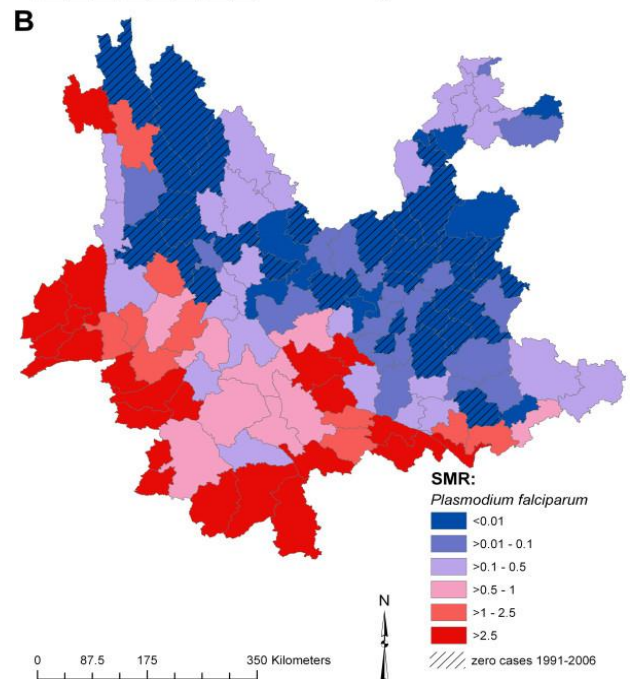 B
SMR:
Plasmodium falciparum
<0.01
>0.01 - 0.1
>0.1 - 0.5
>0.5 - 1
>1 - 2.5
>2.5
zero cases 1991-2006
N
0 87.5 175 350 Kilometers